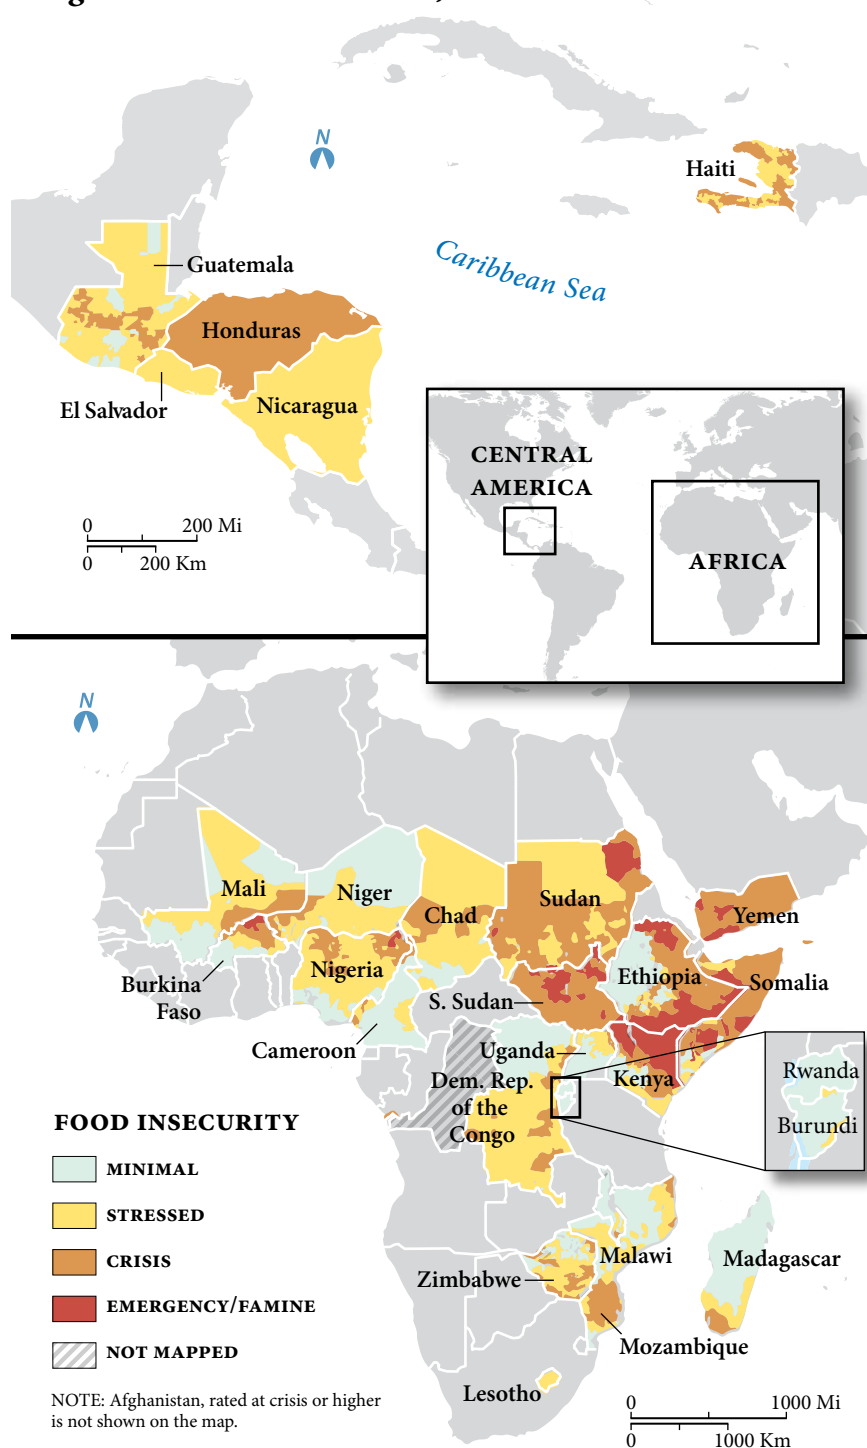 N
Haiti
Caribbean Sea
Guatemala
Honduras
El Salvador
Nicaragua
CENTRAL
AMERICA
AFRICA
0 200 Mi
0 200 Km
N
Mali
Niger
Chad
Sudan
Yemen
Nigeria
Ethiopia
Somalia
Burkina
Faso
S. Sudan
Cameroon
Uganda
Kenya
Dem. Rep.
of the
Congo
Rwanda
Burundi
FOOD INSECURITY
MINIMAL
STRESSED
CRISIS
EMERGENCY/FAMINE
NOT MAPPED
Malawi
Madagascar
Zimbabwe
Mozambique
Lesotho
NOTE: Afghanistan, rated at crisis or higher
is not shown on the map.
0 1000 Mi
0 1000 Km